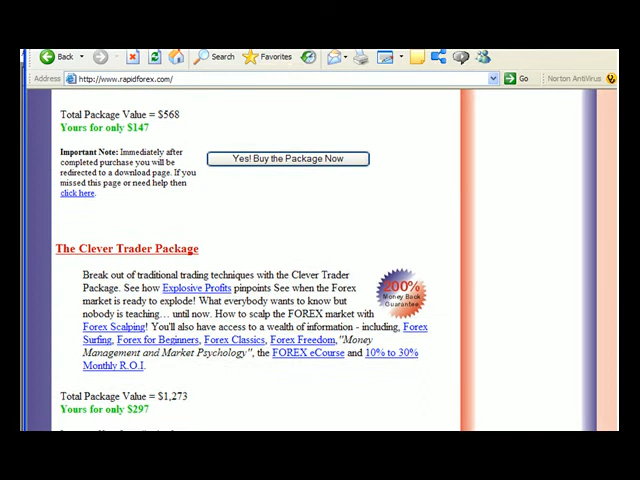 Back
Search
Favorites
Address
http://www.rapidforex.com/
Go
Norton AntiVirus
Total Package Value = $568
Yours for only $147
Important Note: Immediately after
completed purchase you will be
redirected to a download page. If you
missed this page or need help then
click here.
Yes! Buy the Package Now
The Clever Trader Package
Break out of traditional trading techniques with the Clever Trader
Package. See how Explosive Profits pinpoints See when the Forex
market is ready to explode! What everybody wants to know but
nobody is teaching... until now. How to scalp the FOREX market with
Forex Scalping! You'll also have access to a wealth of information - including, Forex
Surfing, Forex for Beginners, Forex Classics, Forex Freedom,"Money
Management and Market Psychology", the FOREX eCourse and 10% to 30%
Monthly R.O.I.
200%
Money Back
Guarantee
Total Package Value = $1,273
Yours for only $297